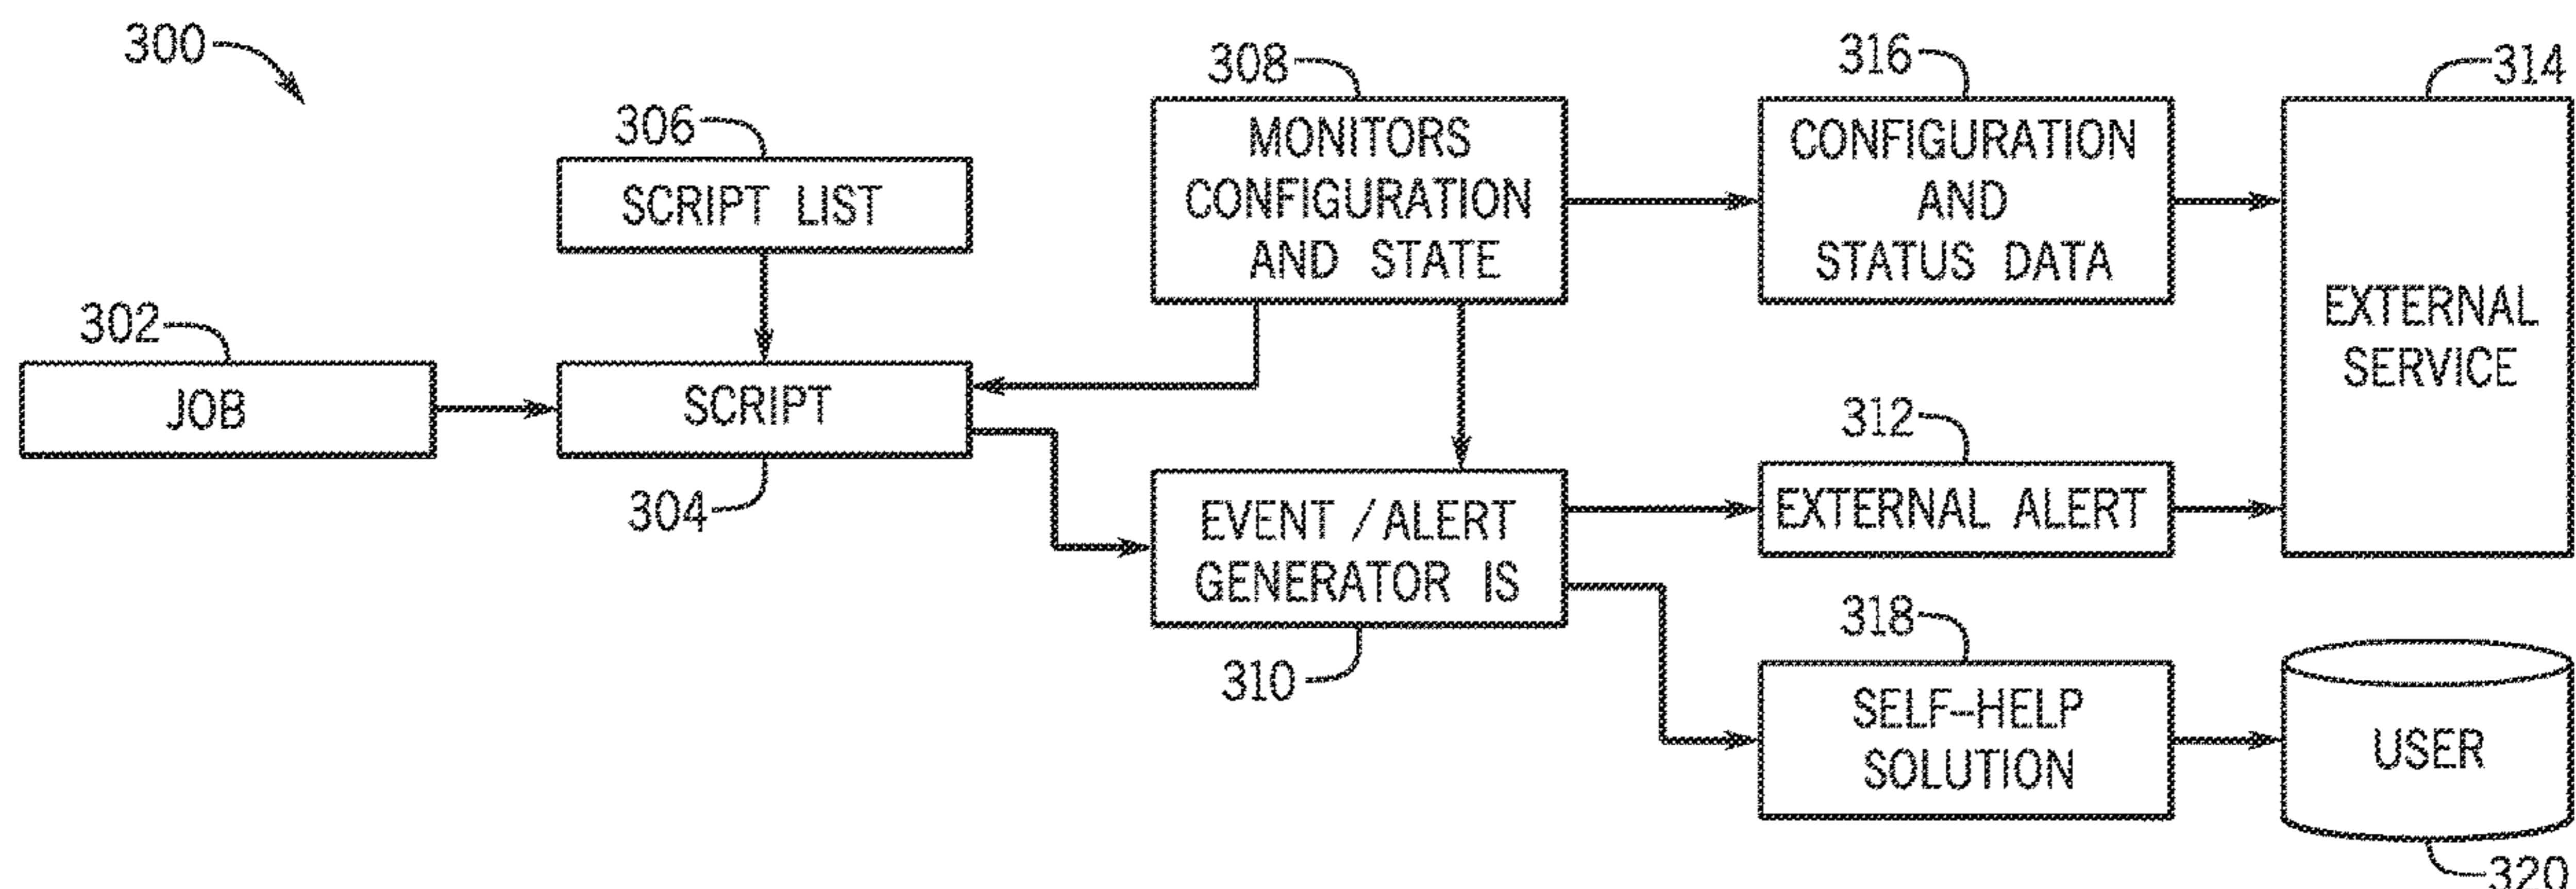 300
308
316
314
306
MONITORS
CONFIGURATION
AND STATE
CONFIGURATION
AND
STATUS DATA
SCRIPT LIST
EXTERNAL
SERVICE
302
JOB
SCRIPT
304
312
EVENT / ALERT
GENERATOR IS
EXTERNAL ALERT
310
318
SELF-HELP
SOLUTION
USER
320